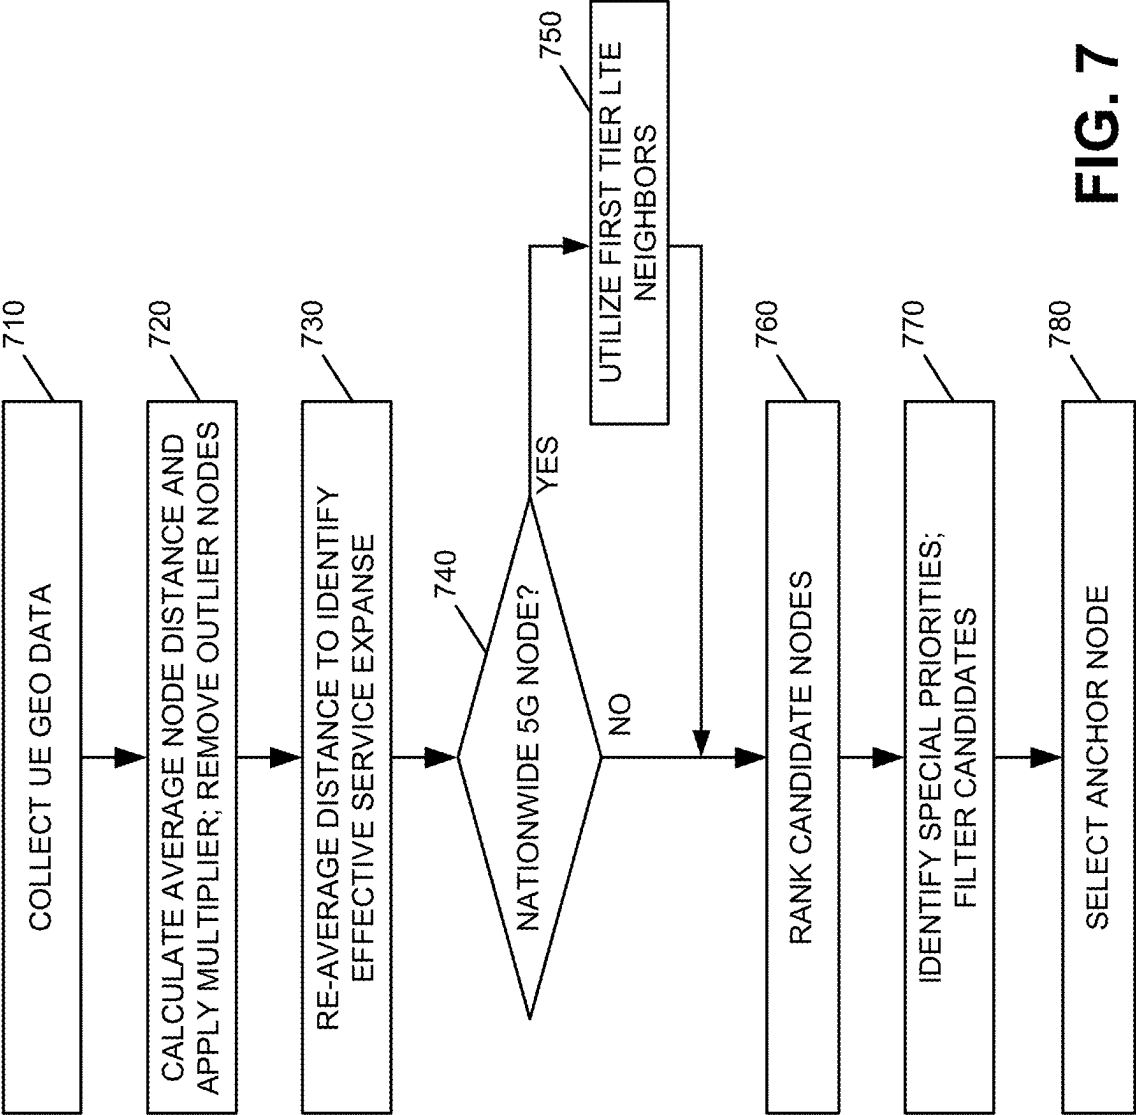 710
COLLECT UE GEO DATA
720
CALCULATE AVERAGE NODE DISTANCE AND
APPLY MULTIPLIER; REMOVE OUTLIER NODES
730
RE-AVERAGE DISTANCE TO IDENTIFY
EFFECTIVE SERVICE EXPANSE
740
NATIONWIDE 5G NODE?
YES
NO
750
UTILIZE FIRST TIER LTE
NEIGHBORS
760
RANK CANDIDATE NODES
770
IDENTIFY SPECIAL PRIORITIES;
FILTER CANDIDATES
780
SELECT ANCHOR NODE
FIG. 7